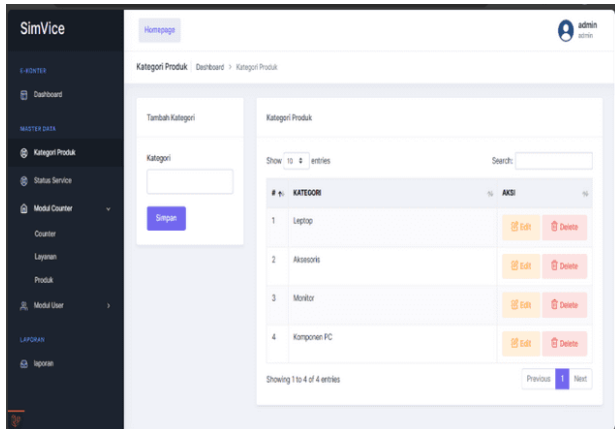 SimVice
Homepage
admin
admin
Kategori Produk Dashboard > Kategori Produk
E-KONTER
Dashboard
MASTER DATA
Kategori Produk
Status Service
Modul Counter
Counter
Layanan
Produk
Modul User
LAPORAN
laporan
Tambah Kategori
Kategori
Simpan
Kategori Produk
Show 10 entries Search:
# KATEGORI AKSI
1 Leptop Edit Delete
2 Aksesoris Edit Delete
3 Monitor Edit Delete
4 Komponen PC Edit Delete
Showing 1 to 4 of 4 entries Previous 1 Next